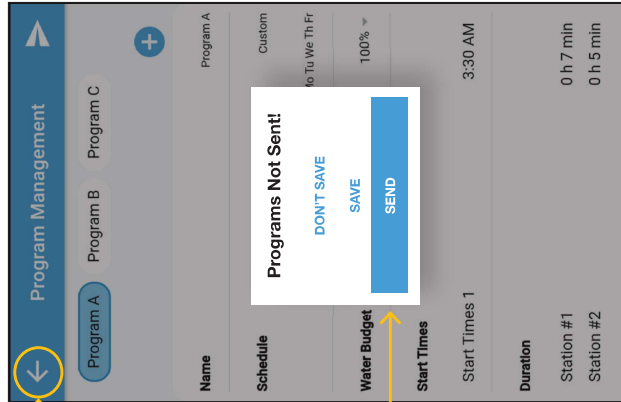 Program Management
Program A
Program B
Program C
Name
Program A
Schedule
Custom
Mo Tu We Th Fr
Water Budget
100%
Start TImes
Start Times 1
3:30 AM
Duration
Station #1
0 h 7 min
Station #2
0 h 5 min
Programs Not Sent!
DON'T SAVE
SAVE
SEND